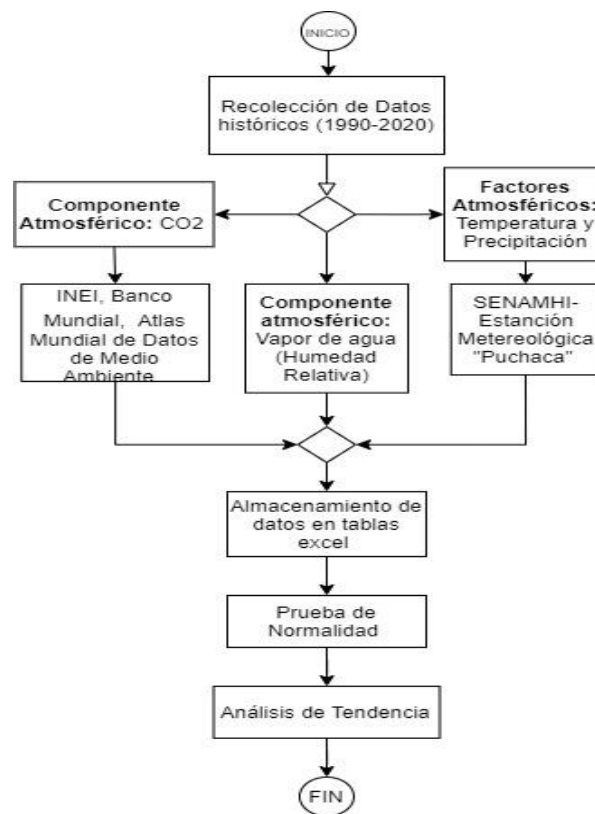 INICIO
Recolección de Datos
históricos (1990-2020)
Componente
Atmosférico: CO2
Factores
Atmosféricos:
Temperatura y
Precipitación
INEI, Banco
Mundial, Atlas
Mundial de Datos
de Medio
Ambiente
Componente
atmosférico:
Vapor de agua
(Humedad
Relativa)
SENAMHI-
Estanción
Metereológica
"Puchaca"
Almacenamiento de
datos en tablas
excel
Prueba de
Normalidad
Análisis de Tendencia
FIN